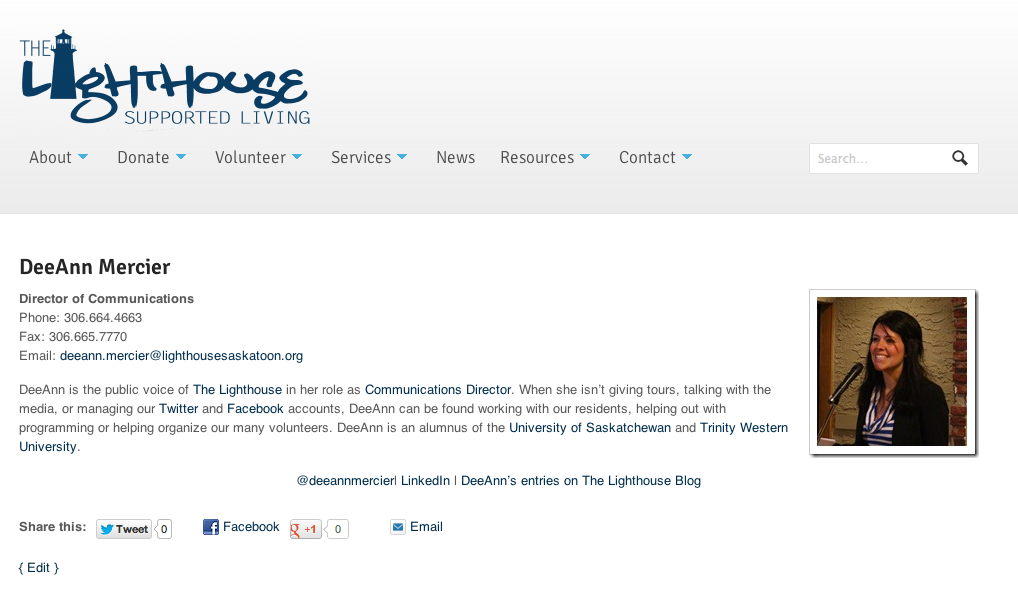 THE
LIGHTHOUSE
SUPPORTED LIVING
About Donate Volunteer Services News Resources Contact Search...
DeeAnn Mercier
Director of Communications
Phone: 306.664.4663
Fax: 306.665.7770
Email: deeann.mercier@lighthousesaskatoon.org
DeeAnn is the public voice of The Lighthouse in her role as Communications Director. When she isn’t giving tours, talking with the
media, or managing our Twitter and Facebook accounts, DeeAnn can be found working with our residents, helping out with
programming or helping organize our many volunteers. DeeAnn is an alumnus of the University of Saskatchewan and Trinity Western
University.
@deeannmercier| LinkedIn | DeeAnn’s entries on The Lighthouse Blog
Share this: Tweet 0 Facebook g +1 0 Email
{ Edit }